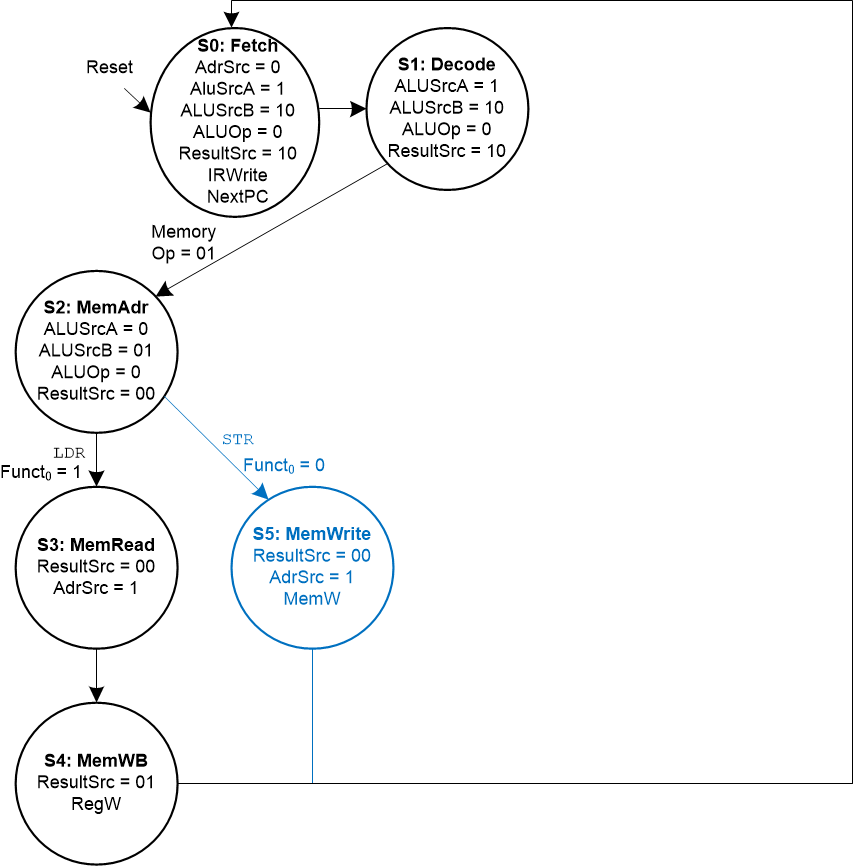 Reset
S0: Fetch
AdrSrc = 0
AluSrcA = 1
ALUSrcB = 10
ALUOp = 0
ResultSrc = 10
IRWrite
NextPC
S1: Decode
ALUSrcA = 1
ALUSrcB = 10
ALUOp = 0
ResultSrc = 10
Memory
Op = 01
S2: MemAdr
ALUSrcA = 0
ALUSrcB = 01
ALUOp = 0
ResultSrc = 00
LDR
Funct₀ = 1
STR
Funct₀ = 0
S3: MemRead
ResultSrc = 00
AdrSrc = 1
S5: MemWrite
ResultSrc = 00
AdrSrc = 1
MemW
S4: MemWB
ResultSrc = 01
RegW